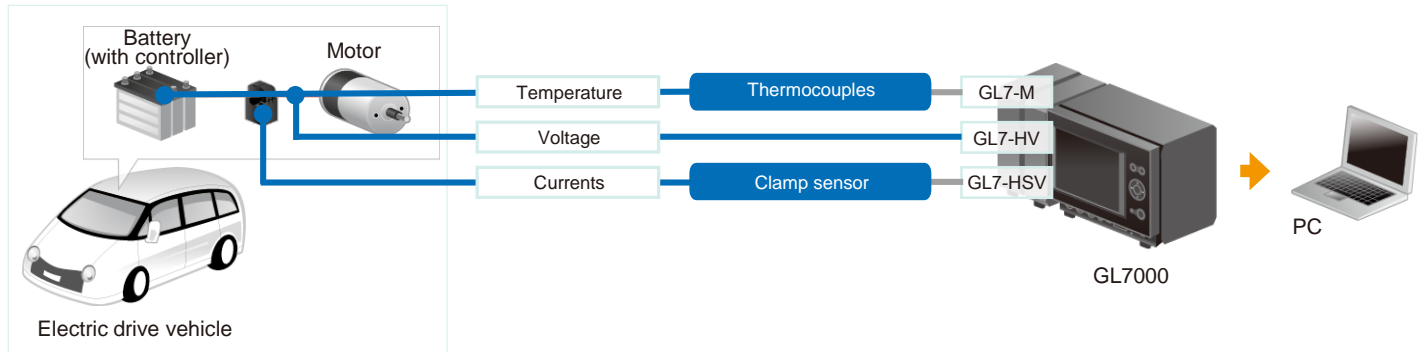 Battery
(with controller)
Motor
Temperature
Thermocouples
GL7-M
Voltage
GL7-HV
Currents
Clamp sensor
GL7-HSV
PC
GL7000
Electric drive vehicle